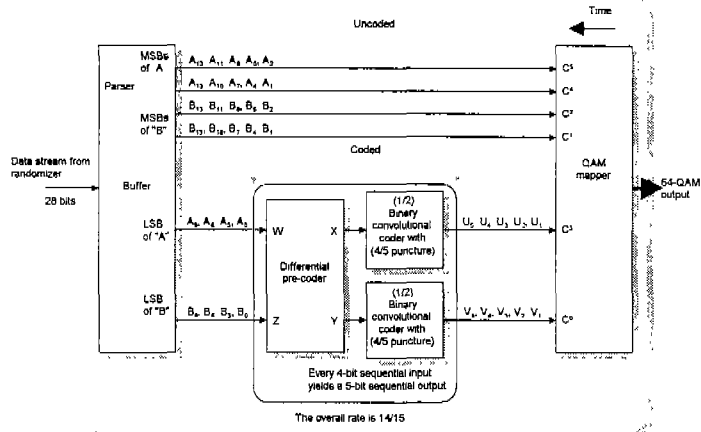 Uncoded
Time
MSBs
of "A"
A₁₃ A₁₁ A₈ A₅, A₂
C⁵
Parser
A₁₃ A₁₀ A₇, A₄ A₁
C⁴
MSBs
of "B"
B₁₃ B₁₁ B₈, B₅ B₂
C²
B₁₃, B₁₀, B₇ B₄ B₁
C¹
Coded
Data stream from
randomizer
28 bits
Buffer
QAM
mapper
64-QAM
output
LSB
of "A"
A₉, A₆, A₃, A₀
W
X
(1/2)
Binary
convolutional
coder with
(4/5 puncture)
U₅ U₄ U₃ U₂, U₁
C³
Differential
pre-coder
LSB
of "B"
B₉, B₆, B₃, B₀
Z
Y
(1/2)
Binary
convolutional
coder with
(4/5 puncture)
V₅, V₄, V₃, V₂ V₁
C⁰
Every 4-bit sequential input
yields a 5-bit sequential output
The overall rate is 14/15